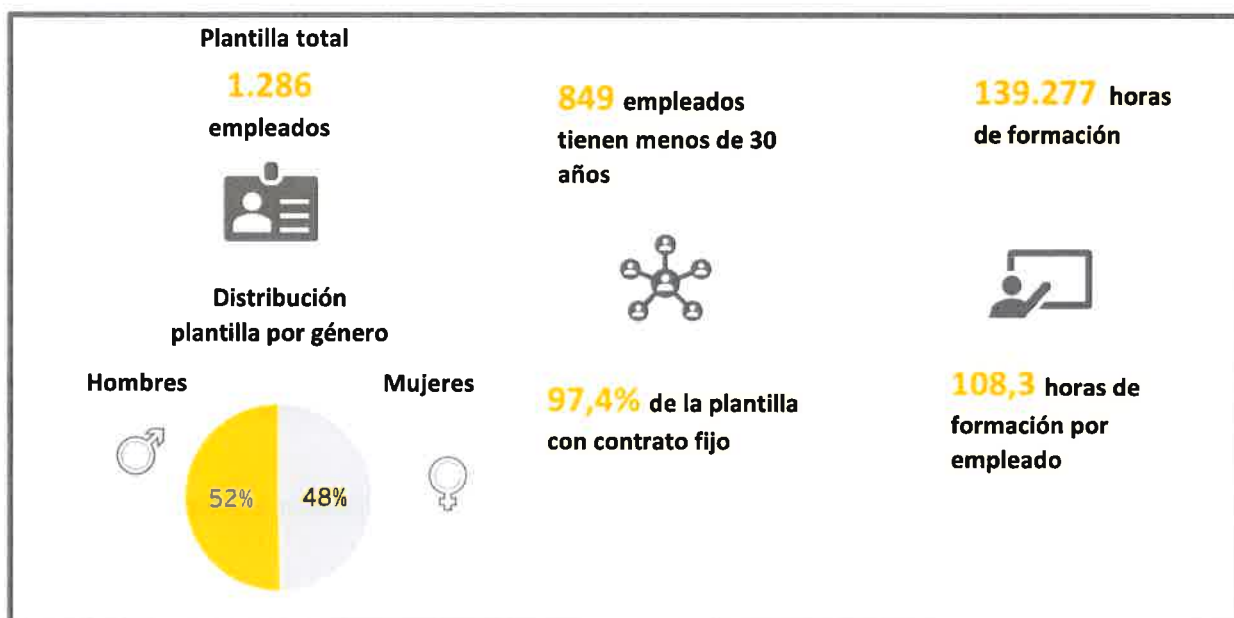 Plantilla total
1.286
empleados
Distribución
plantilla por género
Hombres
Mujeres
52%
48%
849 empleados
tienen menos de 30
años
97,4% de la plantilla
con contrato fijo
139.277 horas
de formación
108,3 horas de
formación por
empleado